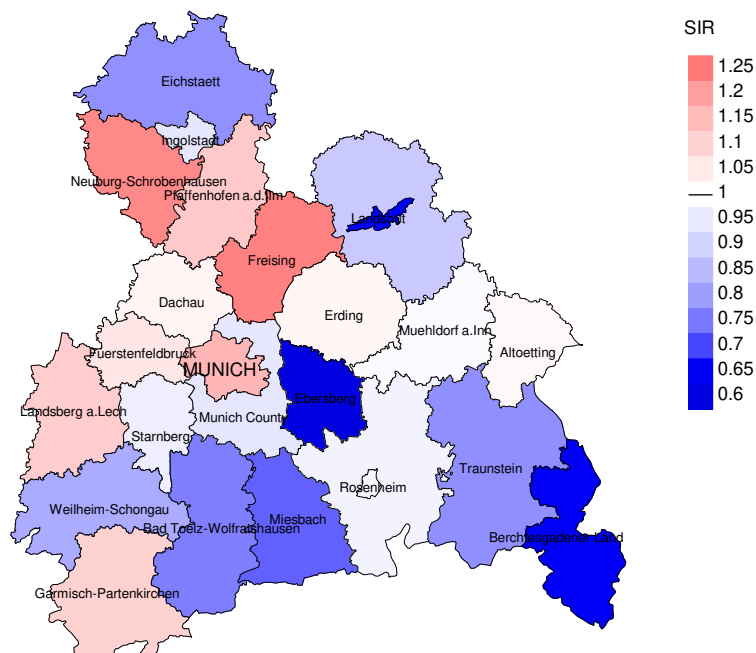 SIR
1.25
1.2
1.15
1.1
1.05
1
0.95
0.9
0.85
0.8
0.75
0.7
0.65
0.6
Eichstaett
Ingolstadt
Neuburg-Schrobenhausen
Pfaffenhofen a.d.Ilm
Landshut
Freising
Dachau
Erding
Muehldorf a.Inn
Altoetting
Fuerstenfeldbruck
MUNICH
Ebersberg
Landsberg a.Lech
Munich County
Starnberg
Traunstein
Rosenheim
Weilheim-Schongau
Miesbach
Bad Toelz-Wolfratshausen
Berchtesgadener Land
Garmisch-Partenkirchen